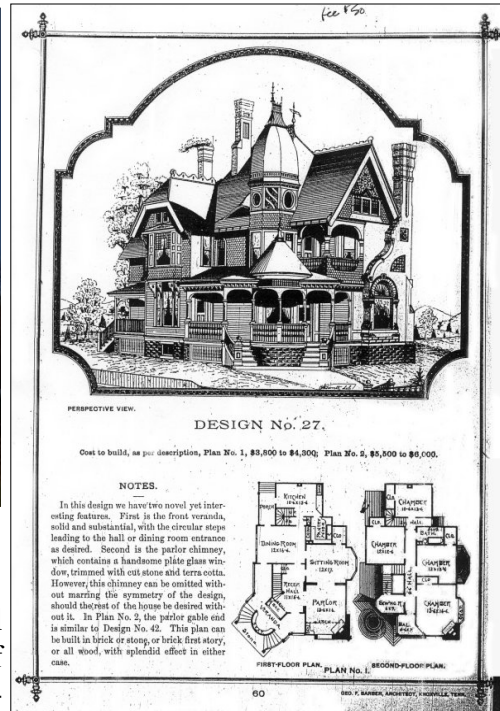 fee $50
PERSPECTIVE VIEW.
DESIGN No. 27.
Cost to build, as per description, Plan No. 1, $3,800 to $4,300; Plan No. 2, $5,500 to $6,000.
NOTES.
In this design we have two novel yet inter-
esting features. First is the front veranda,
solid and substantial, with the circular steps
leading to the hall or dining room entrance
as desired. Second is the parlor chimney,
which contains a handsome plate glass win-
dow, trimmed with cut stone and terra cotta.
However, this chimney can be omitted with-
out marring the symmetry of the design,
should the rest of the house be desired with-
out it. In Plan No. 2, the parlor gable end
is similar to Design No. 42. This plan can
be built in brick or stone, or brick first story,
or all wood, with splendid effect in either
case.
KITCHEN
PORCH
DINING ROOM
SITTING ROOM
RECEP
HALL
PARLOR
VERANDA
STEPS
FIRST-FLOOR PLAN.
CHAMBER
CLO.
HALL
BATH
CHAMBER
CHAMBER
CLO
HALL
SEWING R
CHAMBER
BAL.
SECOND-FLOOR PLAN.
PLAN No. 1.
60
GEO. F. BARBER, ARCHITECT, KNOXVILLE, TENN.